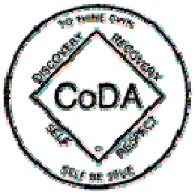 TO THINE OWN
DISCOVERY
RECOVERY
CoDA
SELF
RESPECT
SELF BE TRUE